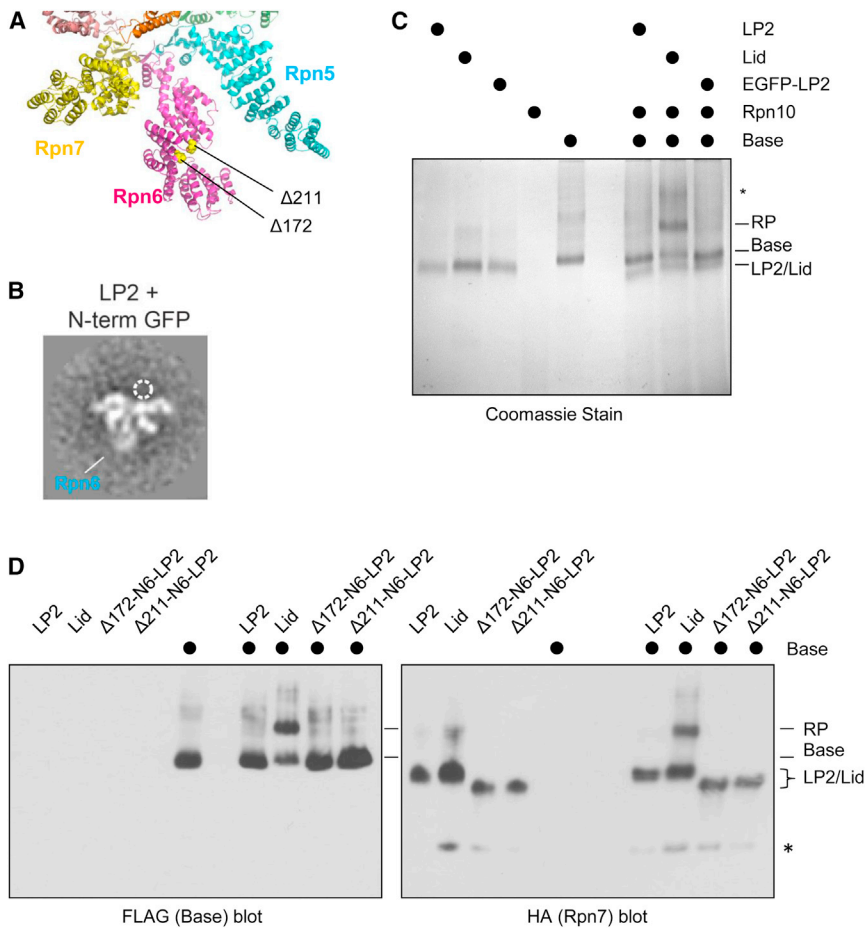 A
Rpn5
Rpn7
Rpn6
Δ211
Δ172
B
LP2 +
N-term GFP
C
LP2
Lid
EGFP-LP2
Rpn10
Base
*
RP
Base
LP2/Lid
Coomassie Stain
D
LP2
Lid
Δ172-N6-LP2
Δ211-N6-LP2
LP2
Lid
Δ172-N6-LP2
Δ211-N6-LP2
LP2
Lid
Δ172-N6-LP2
Δ211-N6-LP2
LP2
Lid
Δ172-N6-LP2
Δ211-N6-LP2
Base
RP
Base
LP2/Lid
*
FLAG (Base) blot
HA (Rpn7) blot